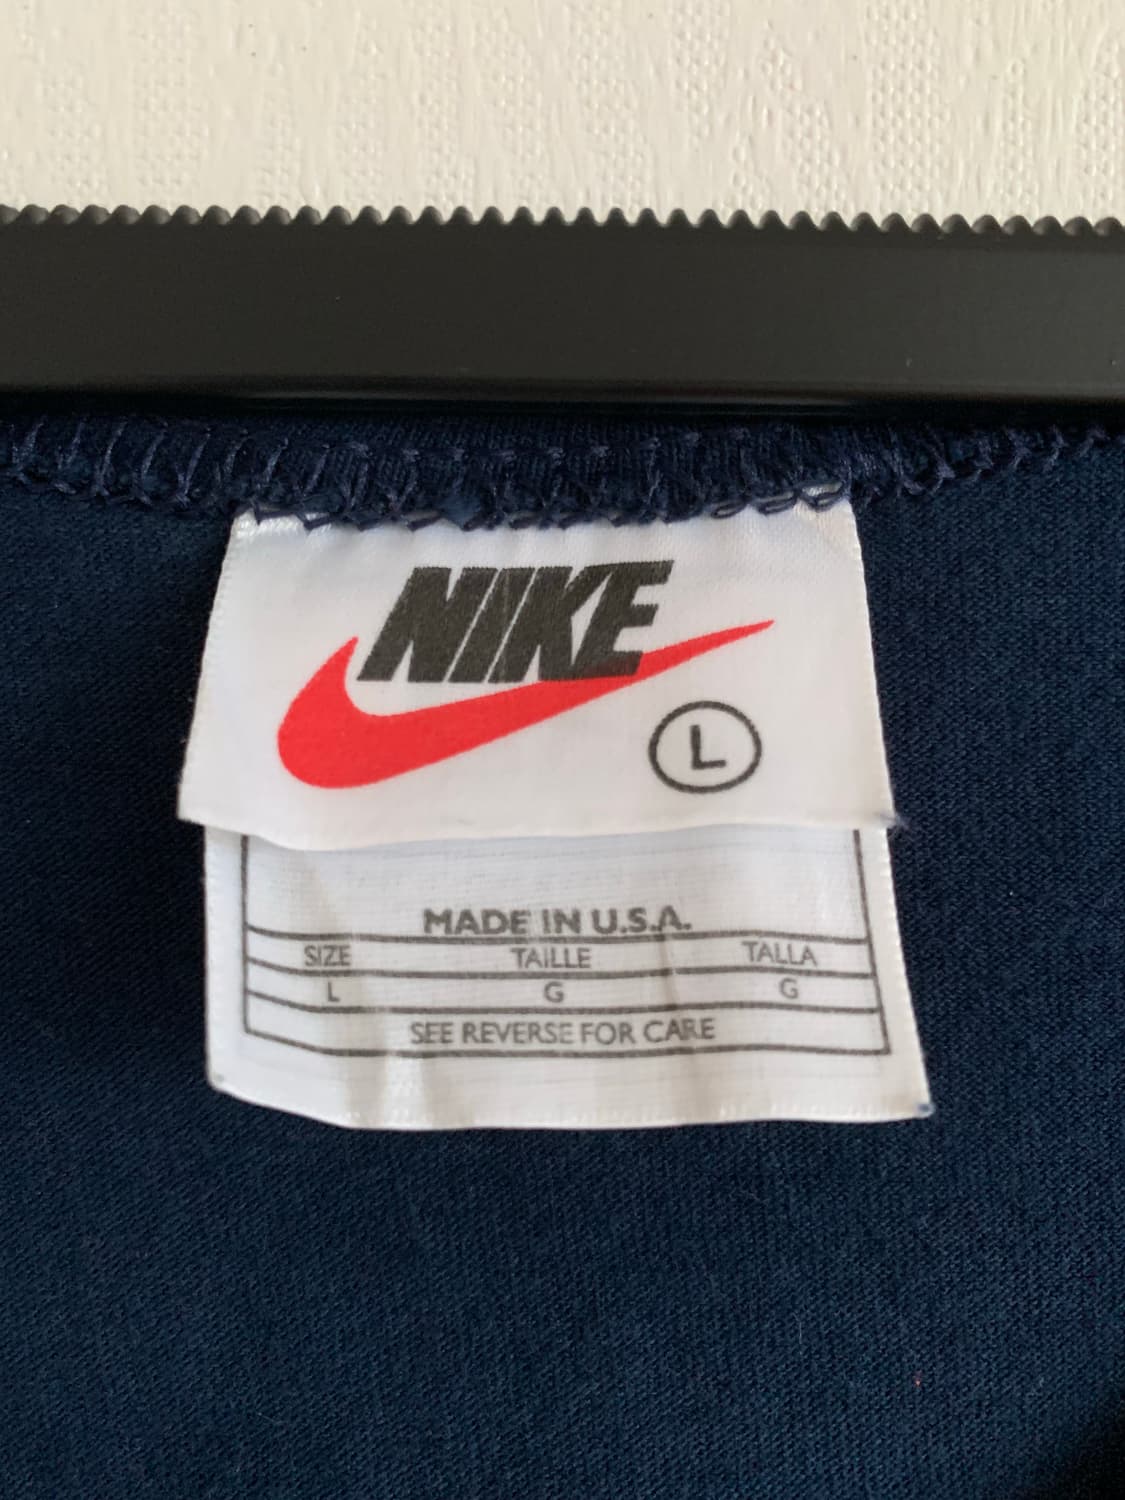 NIKE
L
MADE IN U.S.A.
SIZE TAILLE TALLA
L G G
SEE REVERSE FOR CARE